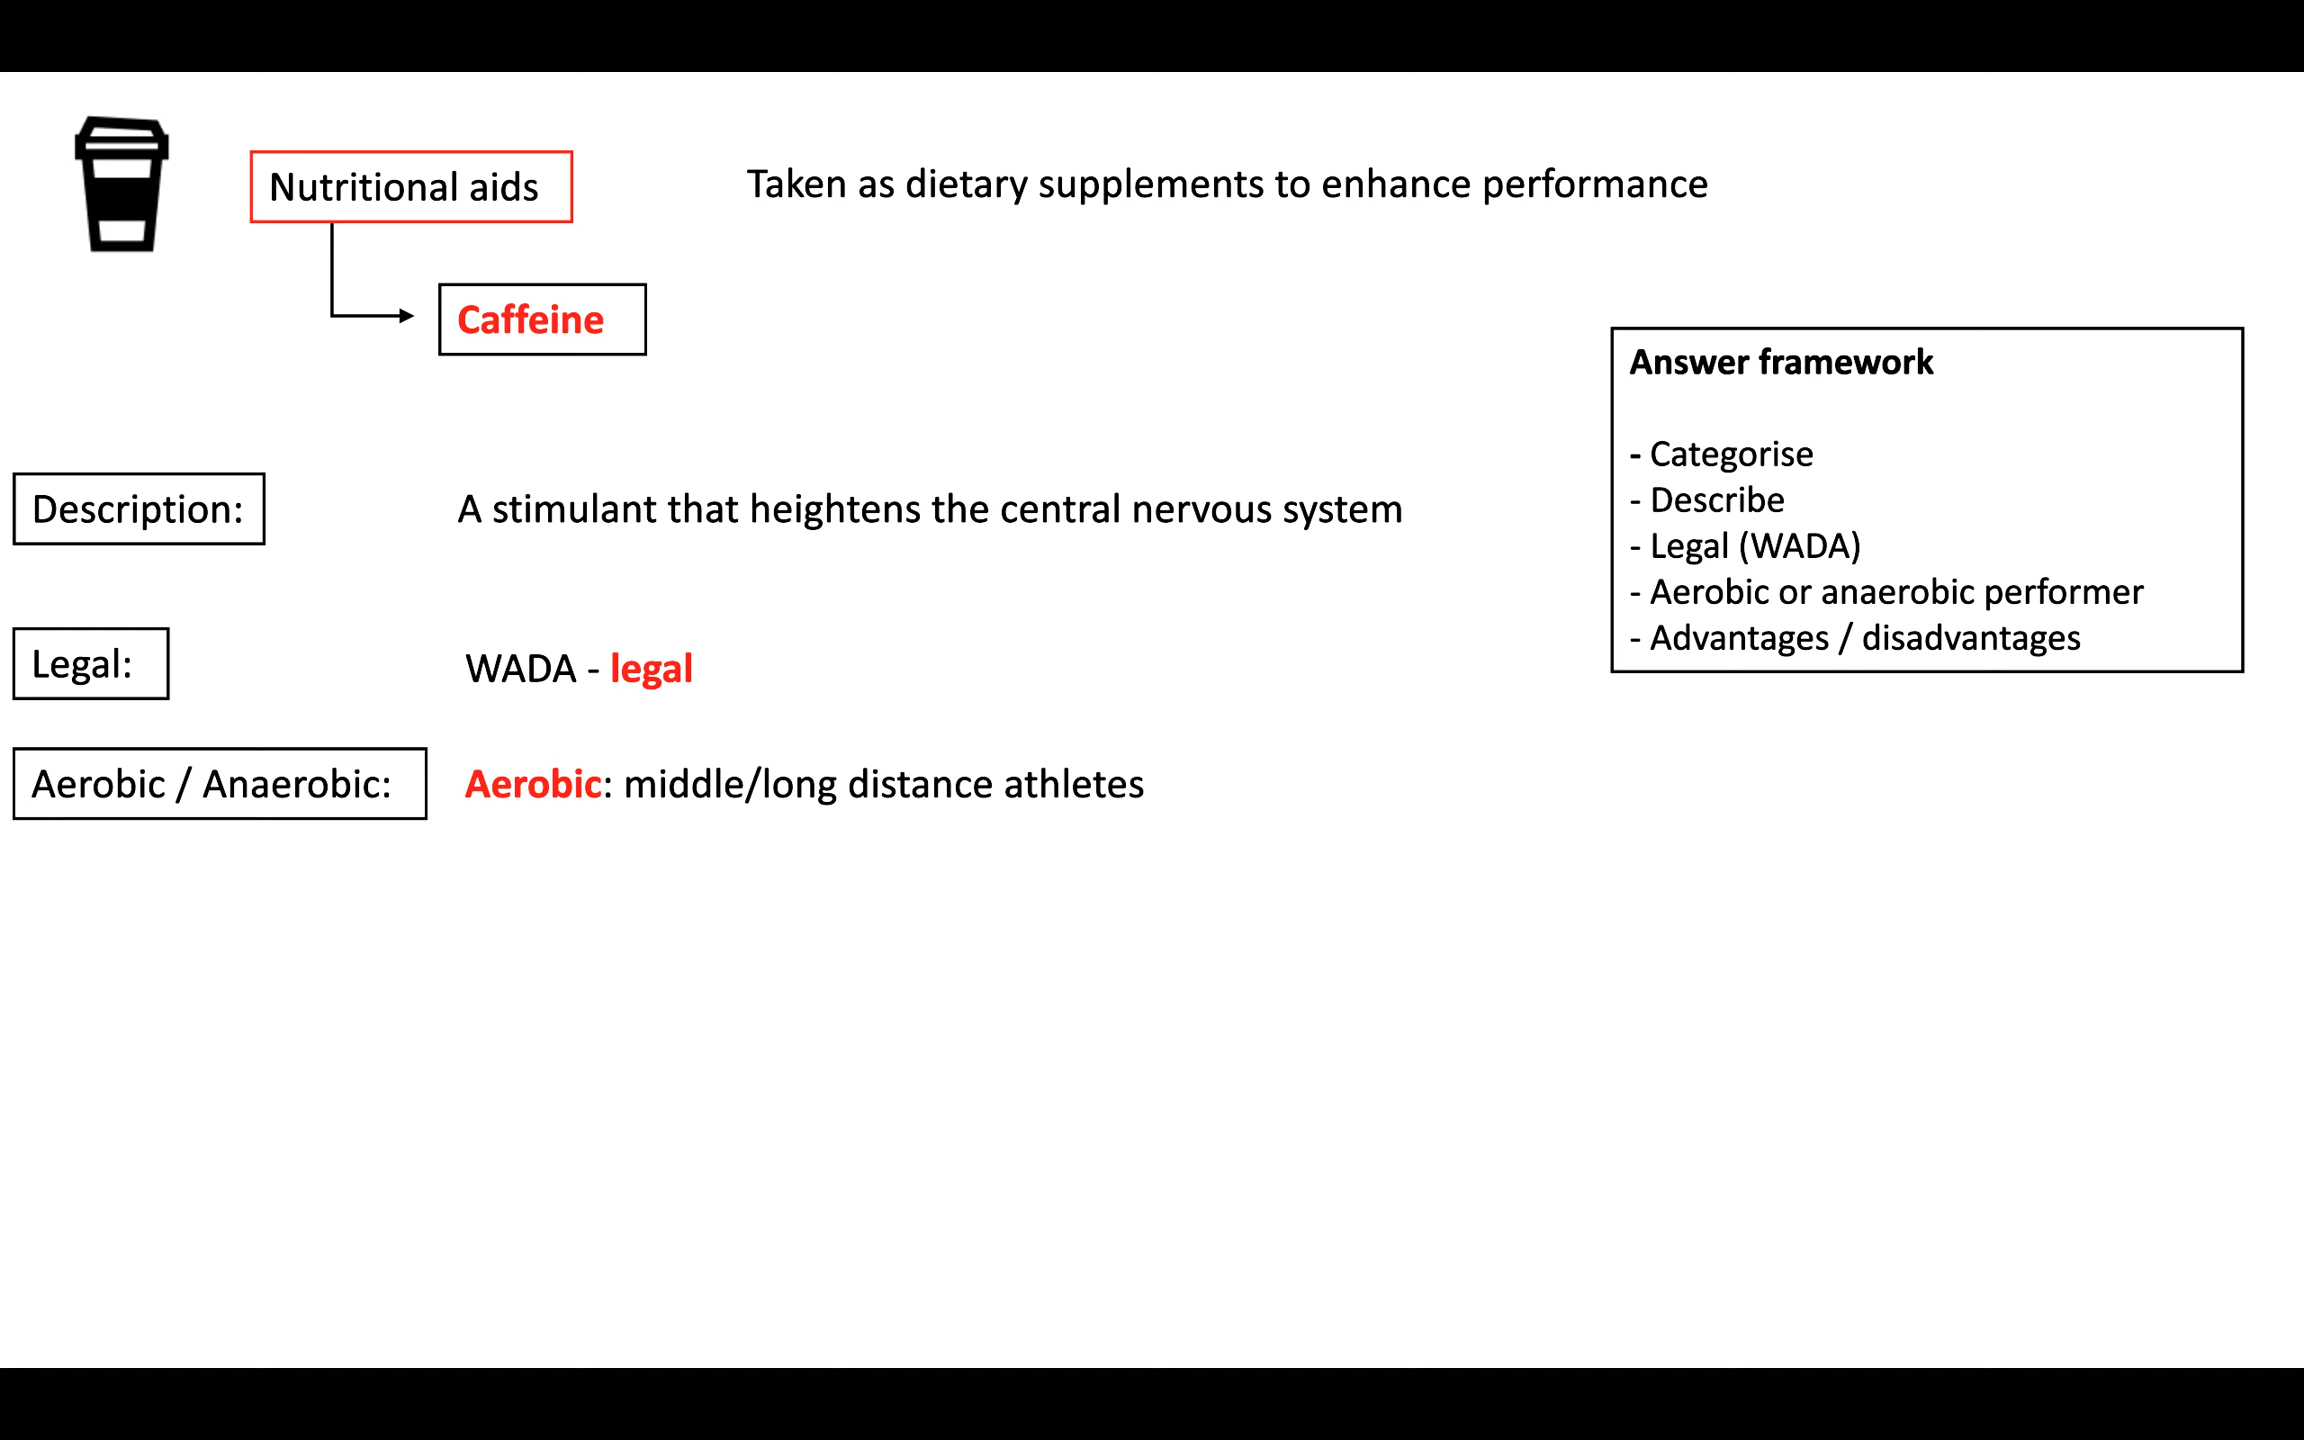 Nutritional aids
Taken as dietary supplements to enhance performance
Caffeine
Answer framework
- Categorise
- Describe
- Legal (WADA)
- Aerobic or anaerobic performer
- Advantages / disadvantages
Description:
A stimulant that heightens the central nervous system
Legal:
WADA - legal
Aerobic / Anaerobic:
Aerobic: middle/long distance athletes